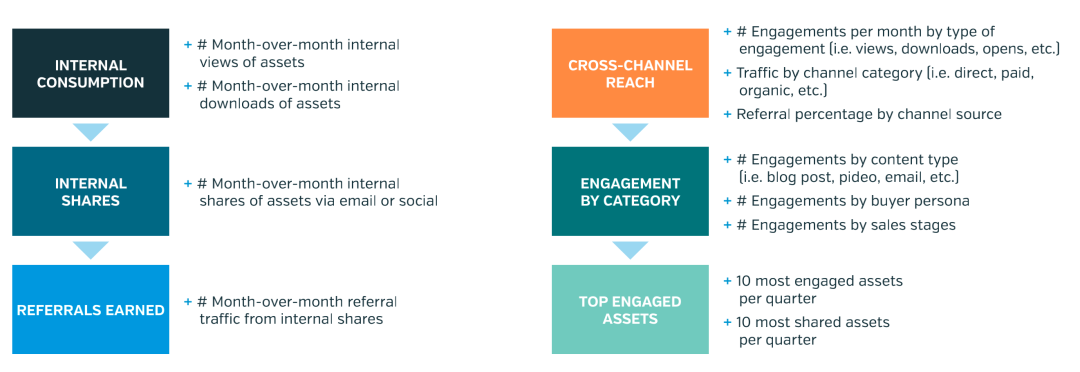 INTERNAL
CONSUMPTION
+ # Month-over-month internal
views of assets
+ # Month-over-month internal
downloads of assets
INTERNAL
SHARES
+ # Month-over-month internal
shares of assets via email or social
REFERRALS EARNED
+ # Month-over-month referral
traffic from internal shares
CROSS-CHANNEL
REACH
+ # Engagements per month by type of
engagement (i.e. views, downloads, opens, etc.)
+ Traffic by channel category (i.e. direct, paid,
organic, etc.)
+ Referral percentage by channel source
ENGAGEMENT
BY CATEGORY
+ # Engagements by content type
(i.e. blog post, pideo, email, etc.)
+ # Engagements by buyer persona
+ # Engagements by sales stages
TOP ENGAGED
ASSETS
+ 10 most engaged assets
per quarter
+ 10 most shared assets
per quarter